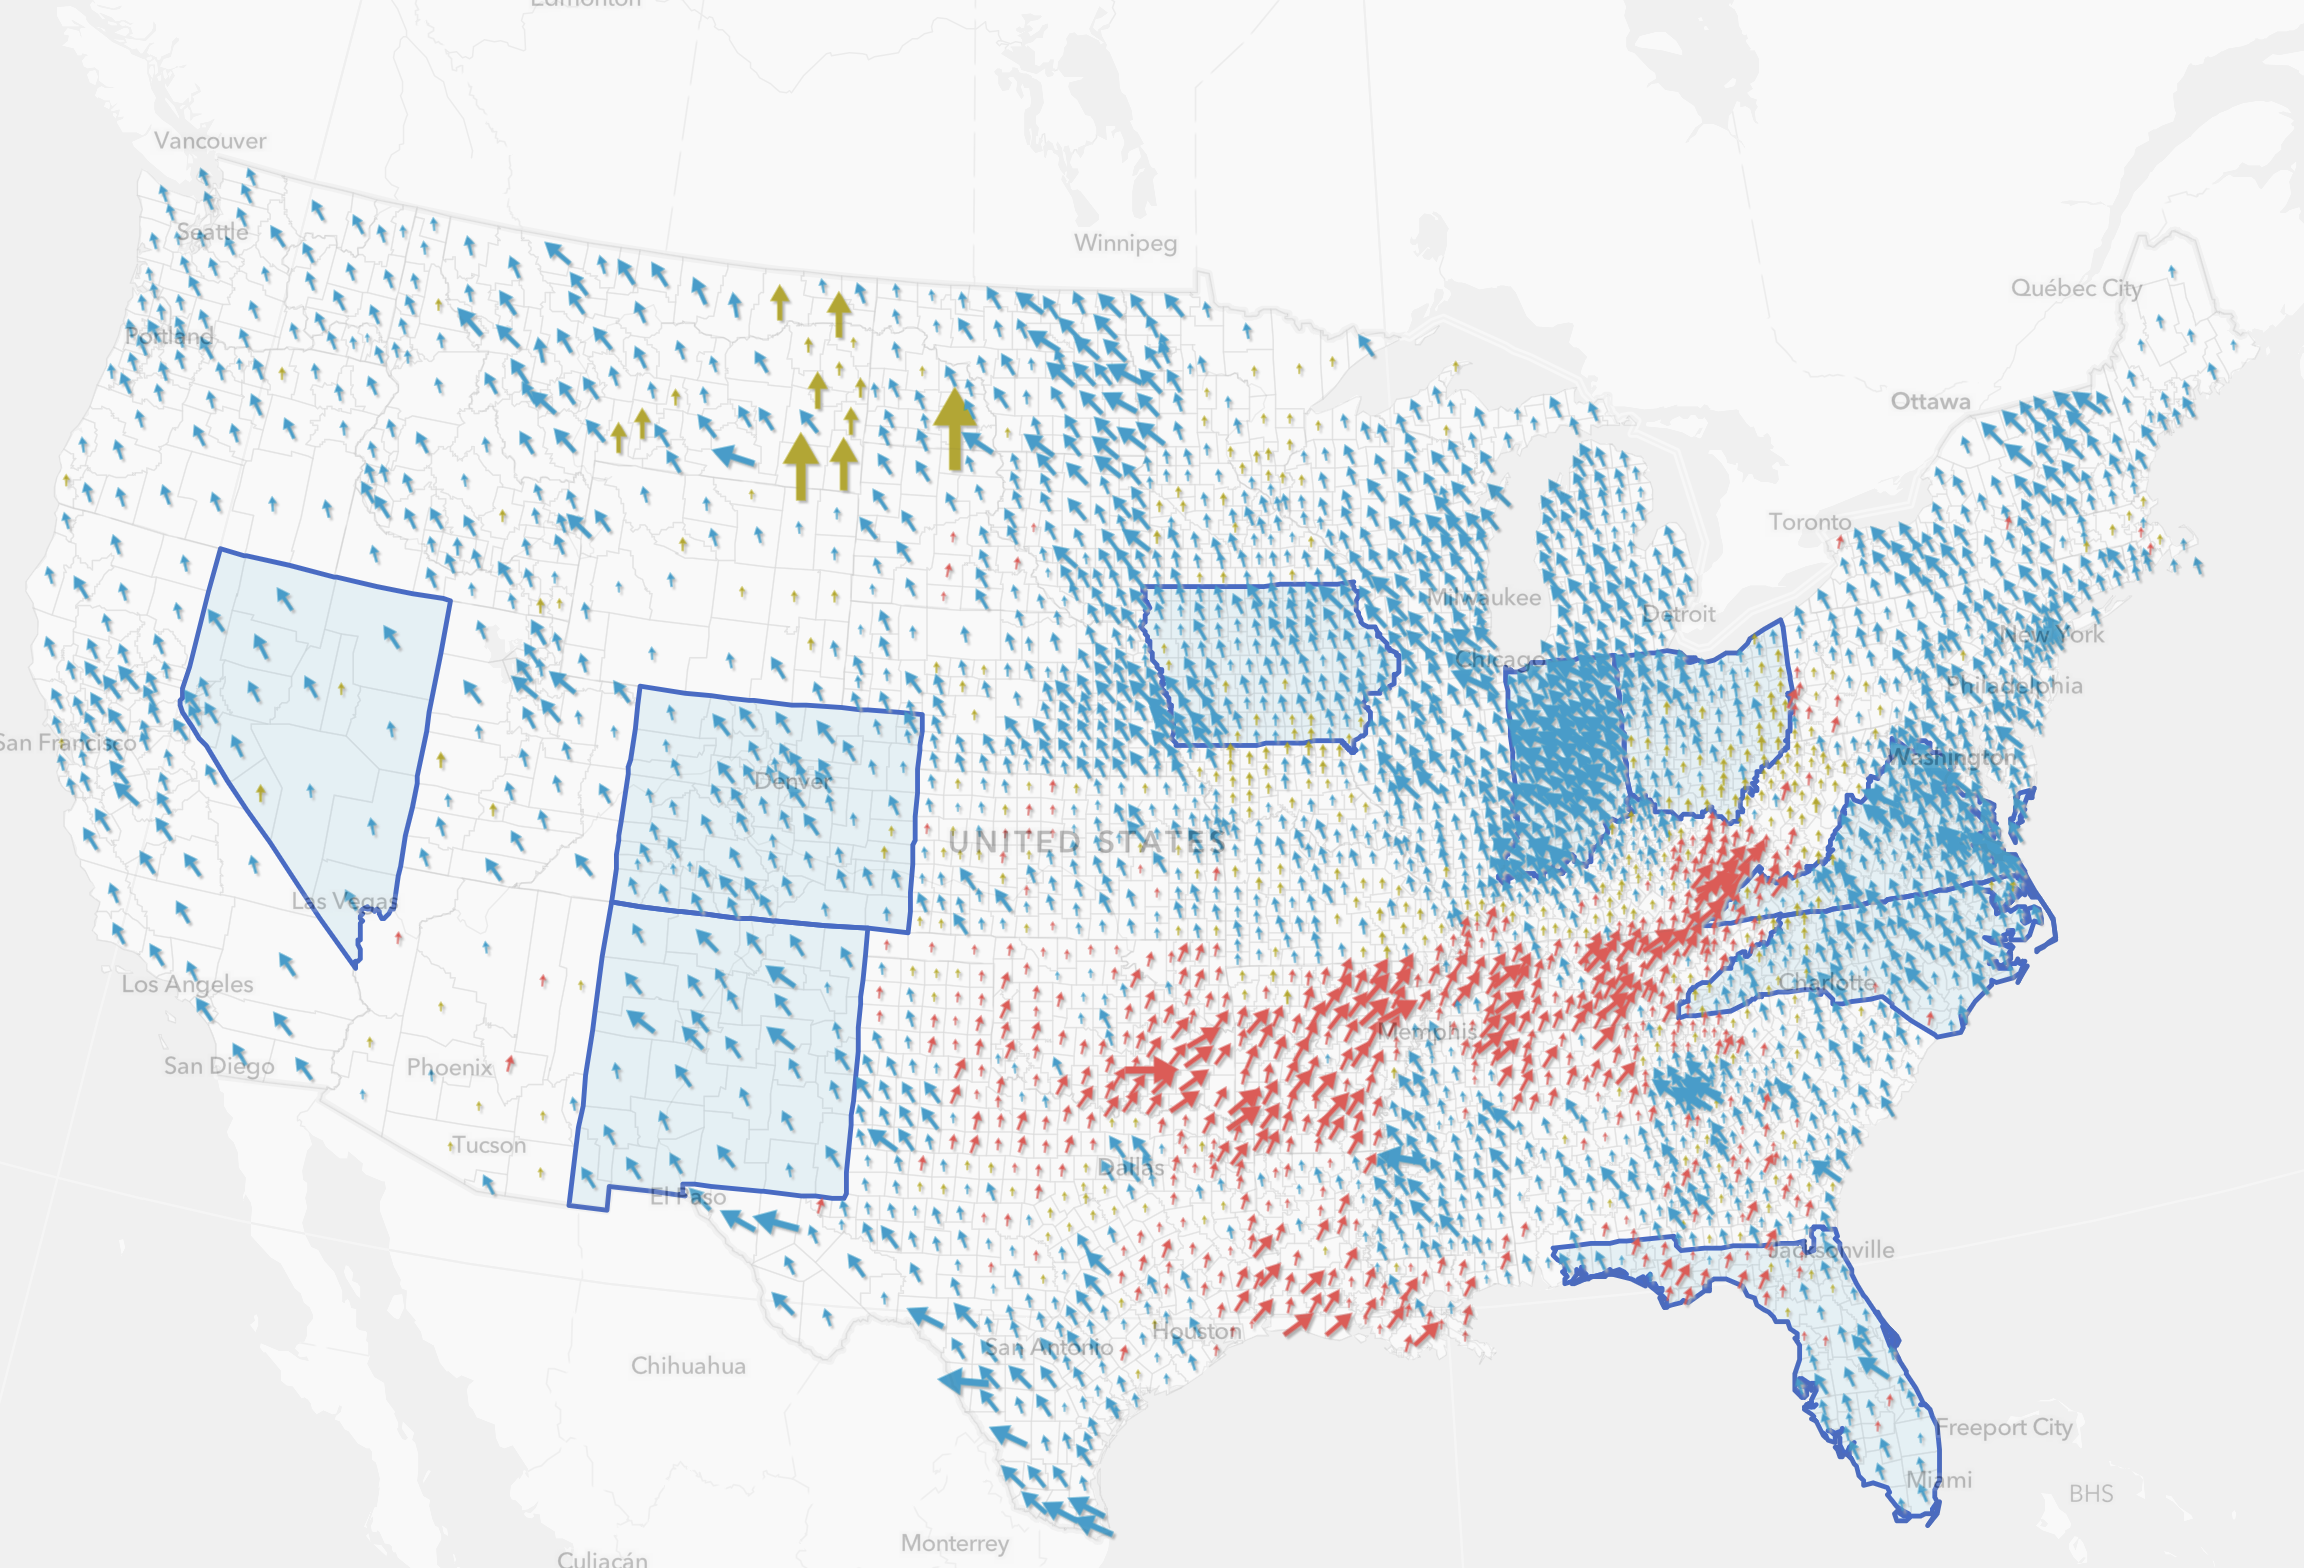 Edmonton
Vancouver
Seattle
Winnipeg
Québec City
Portland
Ottawa
Toronto
Milwaukee
Detroit
New York
Chicago
Philadelphia
San Francisco
Denver
Washington
UNITED STATES
Las Vegas
Los Angeles
Charlotte
Memphis
San Diego
Phoenix
Tucson
Dallas
El Paso
Jacksonville
Houston
San Antonio
Chihuahua
Freeport City
Miami
BHS
Monterrey
Culiacán